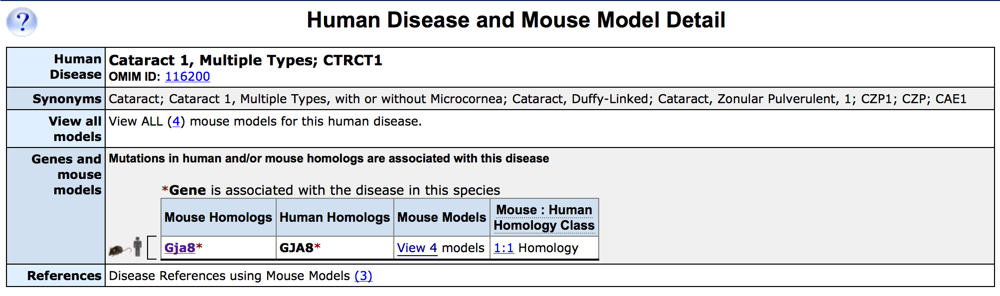 ?
Human Disease and Mouse Model Detail
Human Disease
Cataract 1, Multiple Types; CTRCT1
OMIM ID: 116200
Synonyms
Cataract; Cataract 1, Multiple Types, with or without Microcornea; Cataract, Duffy-Linked; Cataract, Zonular Pulverulent, 1; CZP1; CZP; CAE1
View all
models
View ALL (4) mouse models for this human disease.
Genes and
mouse
models
Mutations in human and/or mouse homologs are associated with this disease
*Gene is associated with the disease in this species
Mouse Homologs
Human Homologs
Mouse Models
Mouse : Human
Homology Class
Gja8*
GJA8*
View 4 models
1:1 Homology
References
Disease References using Mouse Models (3)